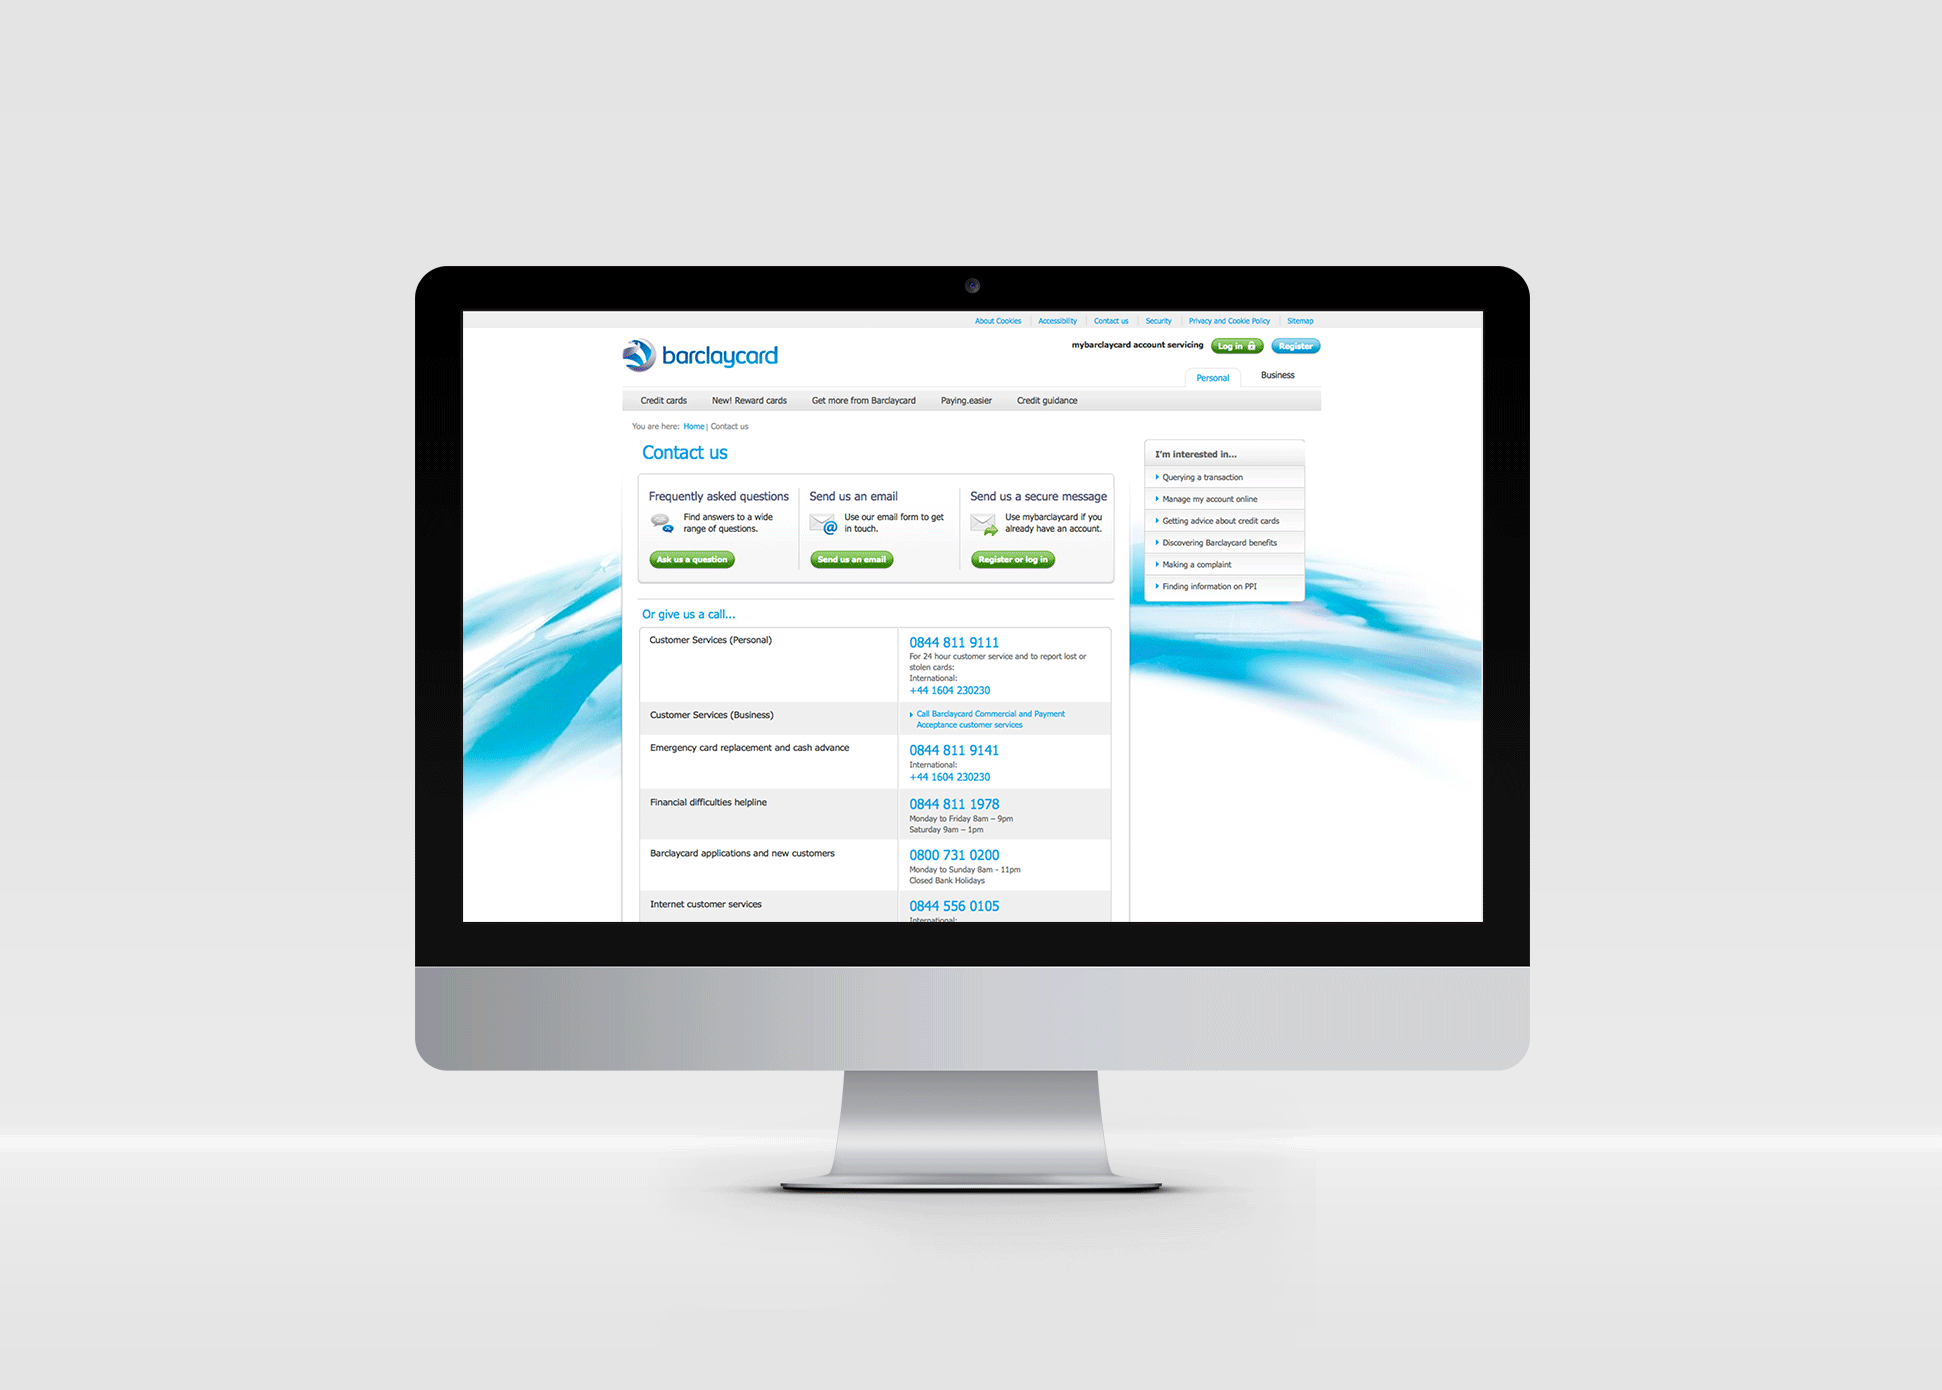 About Cookies | Accessibility | Contact us | Security | Privacy and Cookie Policy | Sitemap
barclaycard
mybarclaycard account servicing Log in Register
Personal Business
Credit cards New! Reward cards Get more from Barclaycard Paying.easier Credit guidance
You are here: Home | Contact us
Contact us
Frequently asked questions
Find answers to a wide
range of questions.
Ask us a question
Send us an email
Use our email form to get
in touch.
Send us an email
Send us a secure message
Use mybarclaycard if you
already have an account.
Register or log in
I'm interested in...
Querying a transaction
Manage my account online
Getting advice about credit cards
Discovering Barclaycard benefits
Making a complaint
Finding information on PPI
Or give us a call...
Customer Services (Personal)
0844 811 9111
For 24 hour customer service and to report lost or
stolen cards:
International:
+44 1604 230230
Customer Services (Business)
Call Barclaycard Commercial and Payment
Acceptance customer services
Emergency card replacement and cash advance
0844 811 9141
International:
+44 1604 230230
Financial difficulties helpline
0844 811 1978
Monday to Friday 8am – 9pm
Saturday 9am – 1pm
Barclaycard applications and new customers
0800 731 0200
Monday to Sunday 8am - 11pm
Closed Bank Holidays
Internet customer services
0844 556 0105
International: